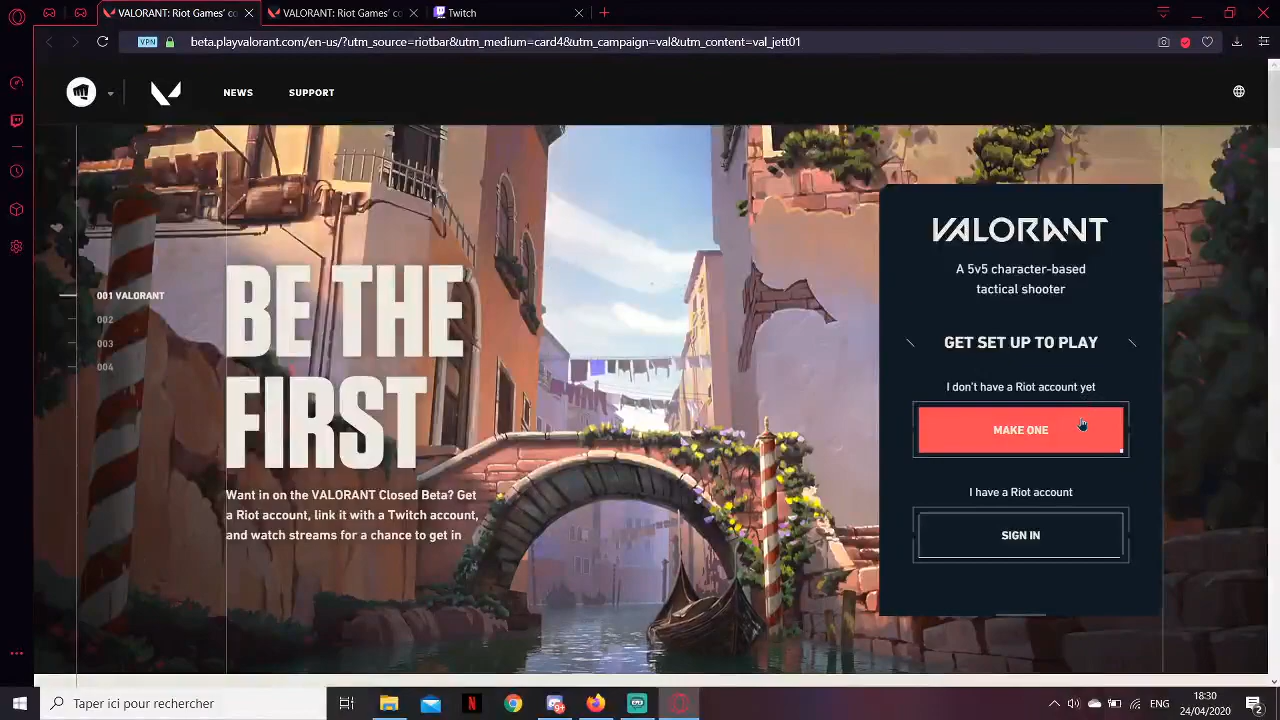 VALORANT: Riot Games' co
VALORANT: Riot Games' co
Twitch
VPN
beta.playvalorant.com/en-us/?utm_source=riotbar&utm_medium=card4&utm_campaign=val&utm_content=val_jett01
NEWS
SUPPORT
VALORANT
A 5v5 character-based
tactical shooter
GET SET UP TO PLAY
I don't have a Riot account yet
MAKE ONE
I have a Riot account
SIGN IN
001 VALORANT
002
003
004
BE THE
FIRST
Want in on the VALORANT Closed Beta? Get
a Riot account, link it with a Twitch account,
and watch streams for a chance to get in
Taper ici pour rechercher
ENG
18:30
24/04/2020
2